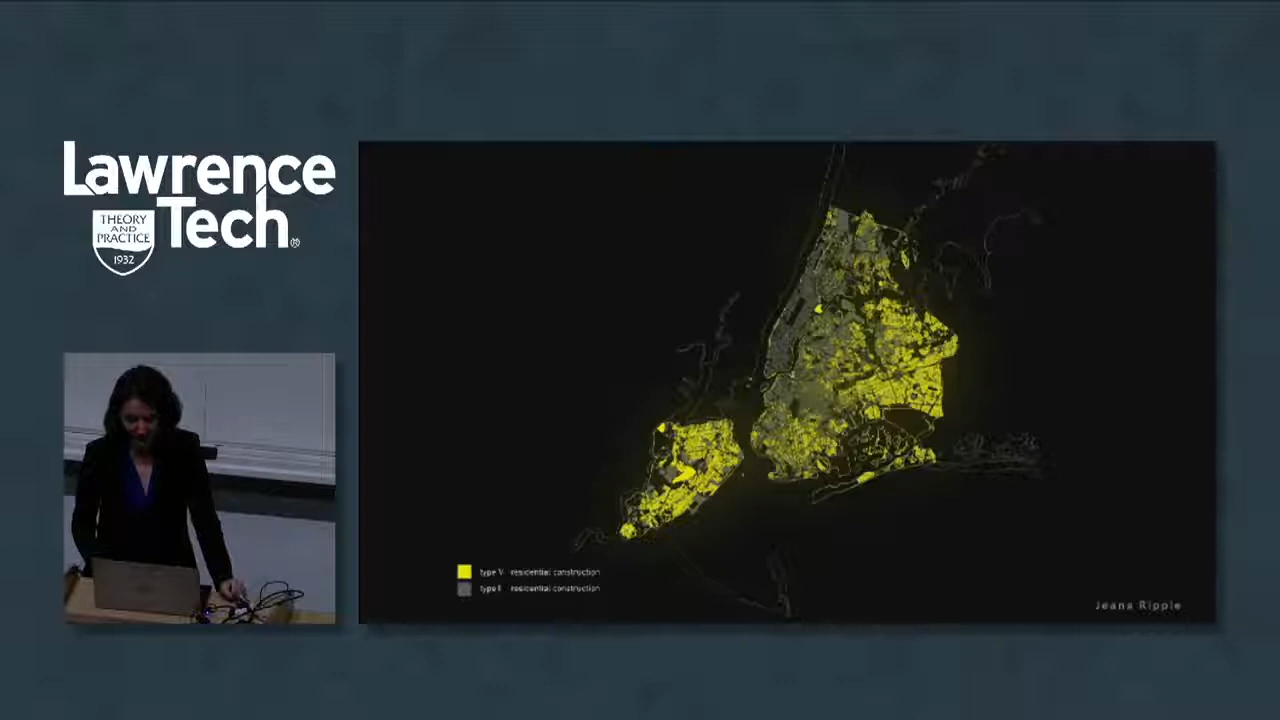 Lawrence
Tech®
THEORY
AND
PRACTICE
1932
type V residential construction
type I residential construction
Jeana Ripple